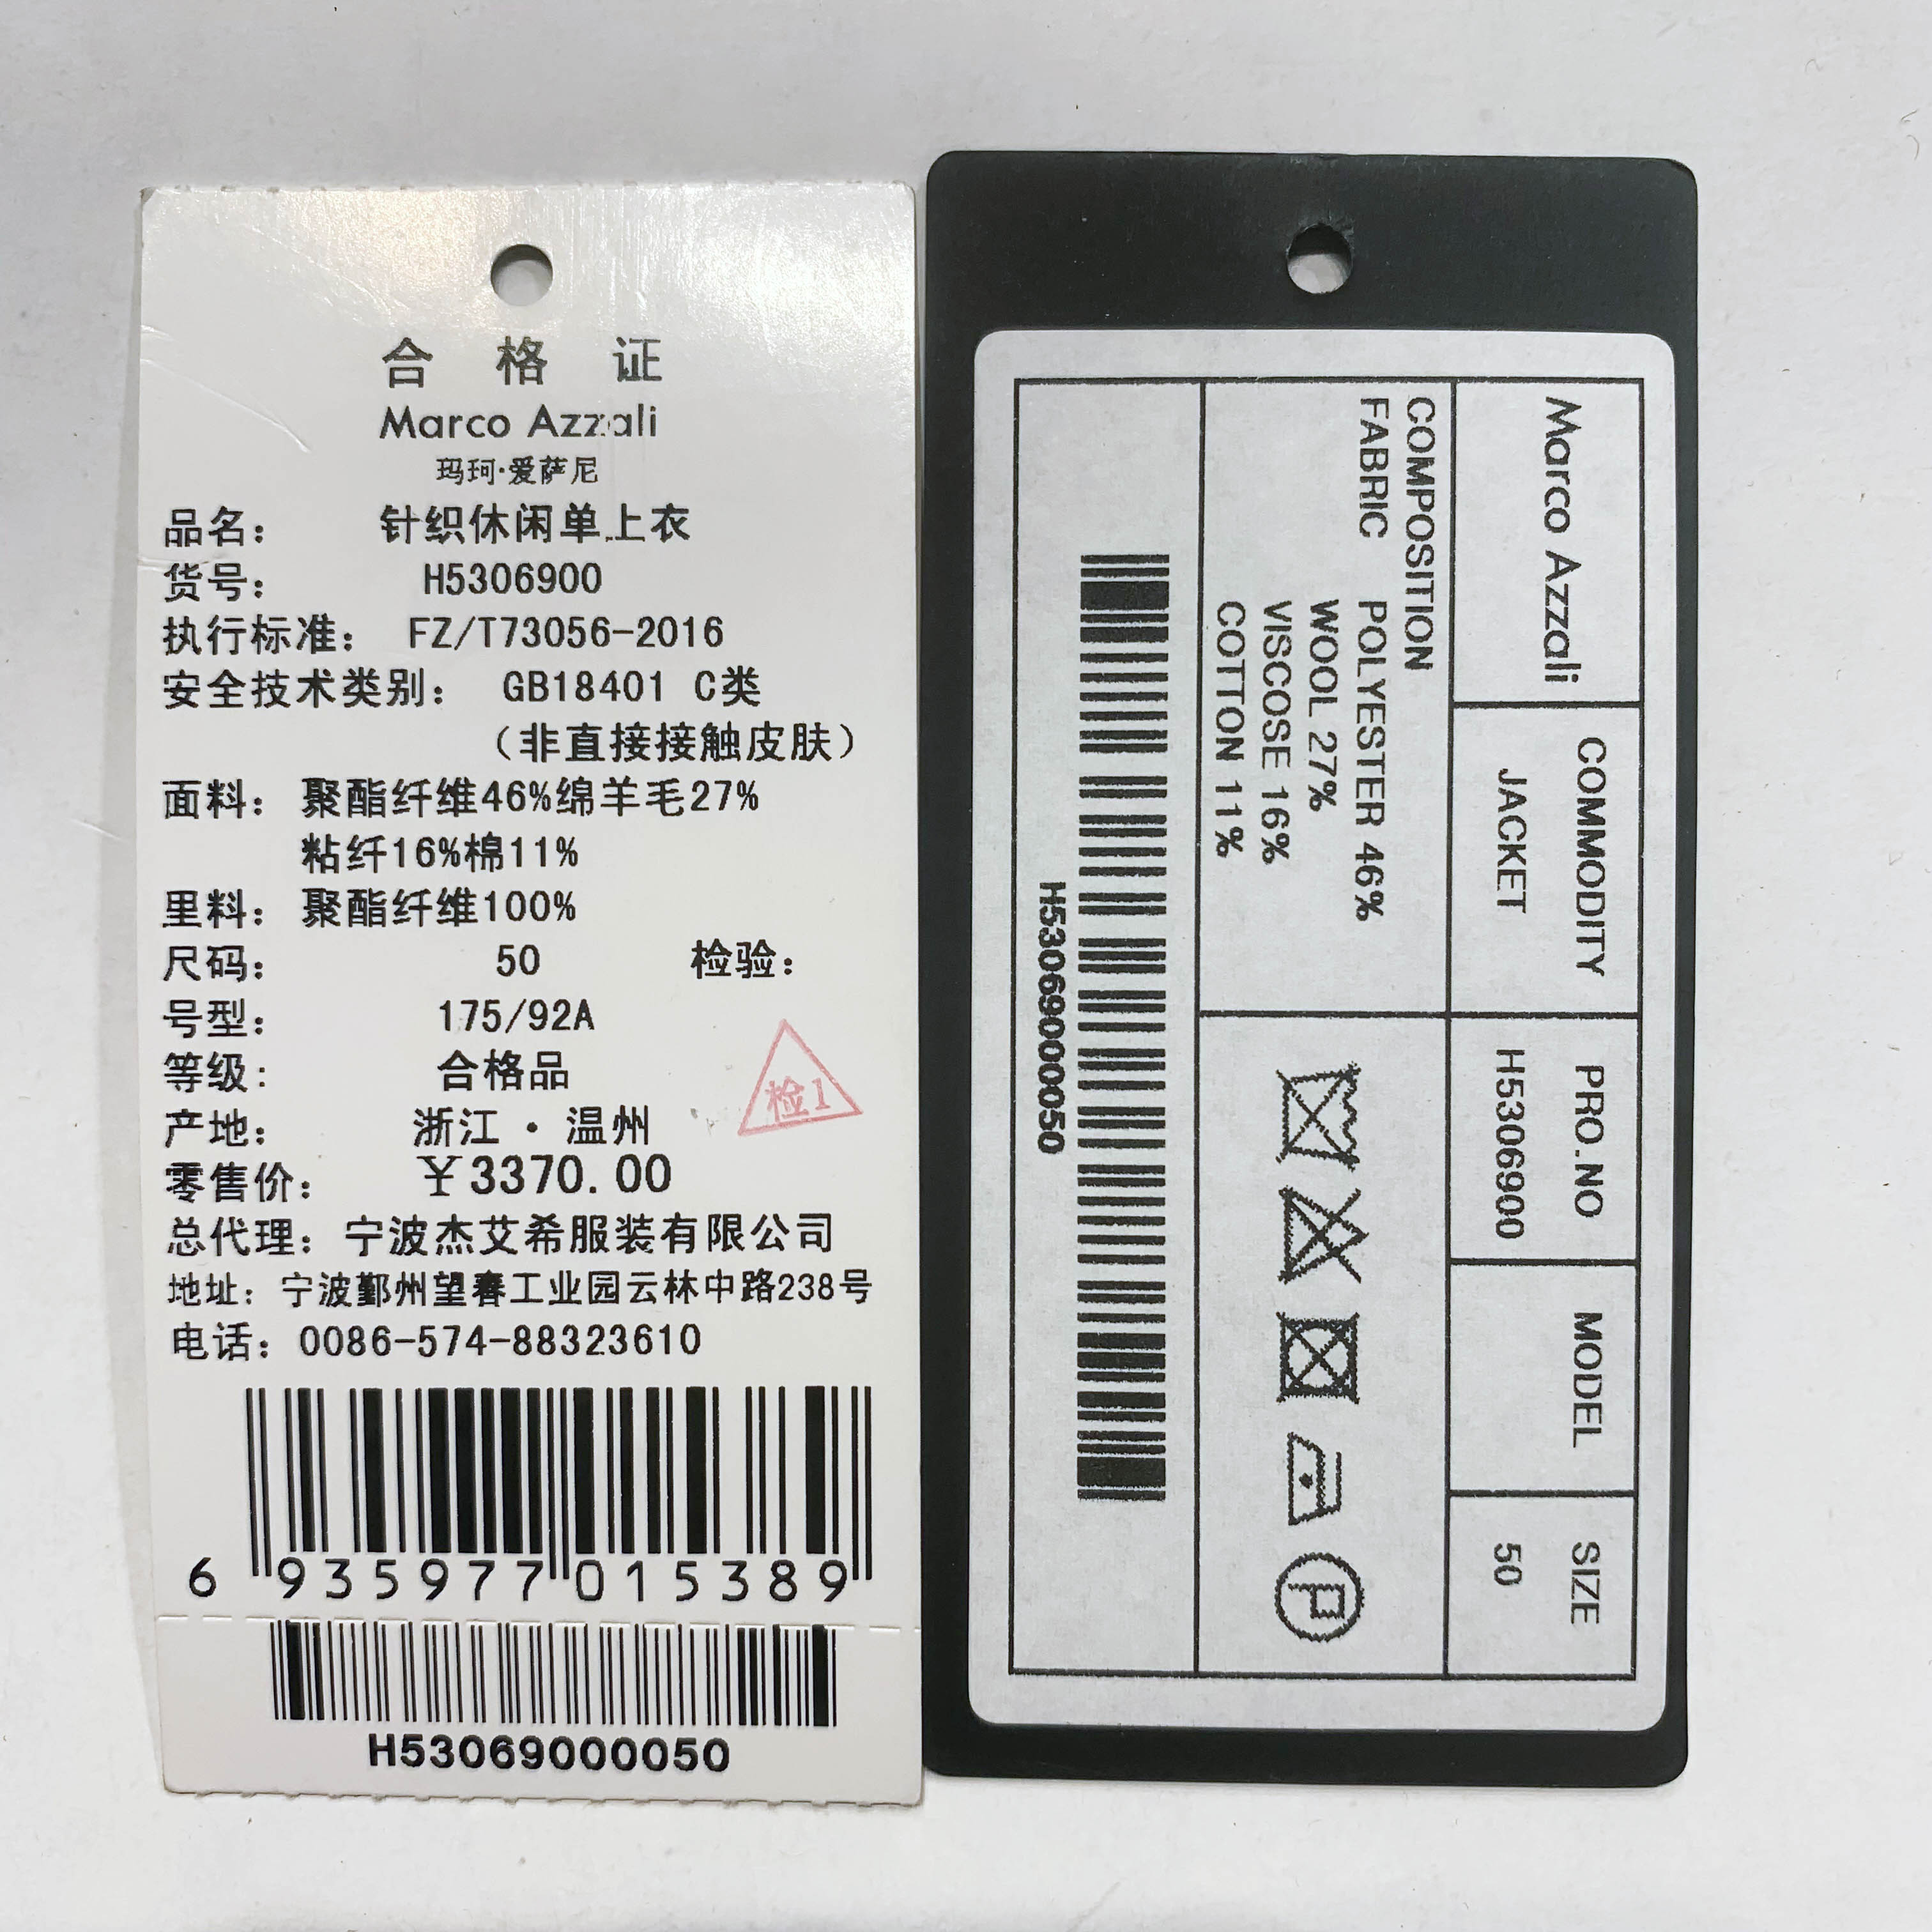 合格证
Marco Azzali
玛珂·爱萨尼
品名： 针织休闲单上衣
货号： H5306900
执行标准： FZ/T73056-2016
安全技术类别： GB18401 C类
（非直接接触皮肤）
面料： 聚酯纤维46%绵羊毛27%
粘纤16%棉11%
里料： 聚酯纤维100%
尺码： 50 检验：
号型： 175/92A
等级： 合格品
检1
产地： 浙江·温州
零售价： ￥3370.00
总代理： 宁波杰艾希服装有限公司
地址： 宁波鄞州望春工业园云林中路238号
电话： 0086-574-88323610
6 935977 015389
H53069000050
Marco Azzali
COMMODITY
JACKET
PRO.NO
H5306900
MODEL
SIZE
50
COMPOSITION
FABRIC POLYESTER 46%
WOOL 27%
VISCOSE 16%
COTTON 11%
P
H53069000050